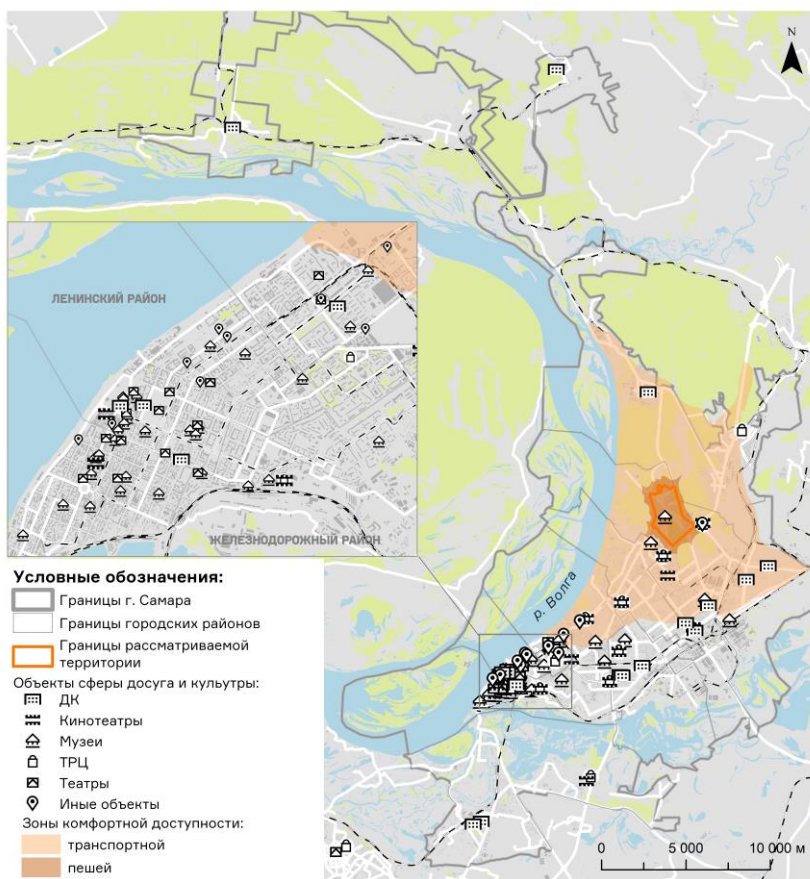 N
ЛЕНИНСКИЙ РАЙОН
ЖЕЛЕЗНОДОРОЖНЫЙ РАЙОН
р. Волга
Условные обозначения:
Границы г. Самара
Границы городских районов
Границы рассматриваемой
территории
Объекты сферы досуга и кульутры:
ДК
Кинотеатры
Музеи
ТРЦ
Театры
Иные объекты
Зоны комфортной доступности:
транспортной
пешей
0 5 000 10 000 м